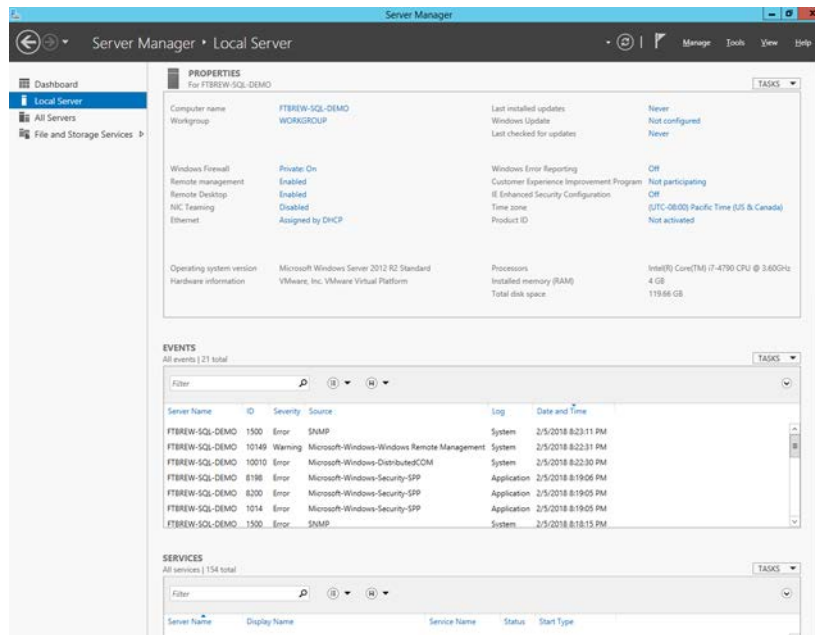 Server Manager
Server Manager • Local Server
Manage Tools View Help
Dashboard
Local Server
All Servers
File and Storage Services
PROPERTIES
For FTBREW-SQL-DEMO
TASKS
Computer name FTBREW-SQL-DEMO Last installed updates Never
Workgroup WORKGROUP Windows Update Not configured
Last checked for updates Never
Windows Firewall Private: On Windows Error Reporting Off
Remote management Enabled Customer Experience Improvement Program Not participating
Remote Desktop Enabled IE Enhanced Security Configuration Off
NIC Teaming Disabled Time zone (UTC-08:00) Pacific Time (US & Canada)
Ethernet Assigned by DHCP Product ID Not activated
Operating system version Microsoft Windows Server 2012 R2 Standard Processors Intel(R) Core(TM) i7-4790 CPU @ 3.60GHz
Hardware information VMware, Inc. VMware Virtual Platform Installed memory (RAM) 4 GB
Total disk space 119.66 GB
EVENTS
All events | 21 total
TASKS
Filter
Server Name ID Severity Source Log Date and Time
FTBREW-SQL-DEMO 1500 Error SNMP System 2/5/2018 8:23:11 PM
FTBREW-SQL-DEMO 10149 Warning Microsoft-Windows-Windows Remote Management System 2/5/2018 8:22:31 PM
FTBREW-SQL-DEMO 10010 Error Microsoft-Windows-DistributedCOM System 2/5/2018 8:22:30 PM
FTBREW-SQL-DEMO 8198 Error Microsoft-Windows-Security-SPP Application 2/5/2018 8:19:06 PM
FTBREW-SQL-DEMO 8200 Error Microsoft-Windows-Security-SPP Application 2/5/2018 8:19:05 PM
FTBREW-SQL-DEMO 1014 Error Microsoft-Windows-Security-SPP Application 2/5/2018 8:19:05 PM
FTBREW-SQL-DEMO 1500 Error SNMP System 2/5/2018 8:18:15 PM
SERVICES
All services | 154 total
TASKS
Filter
Server Name Display Name Service Name Status Start Type